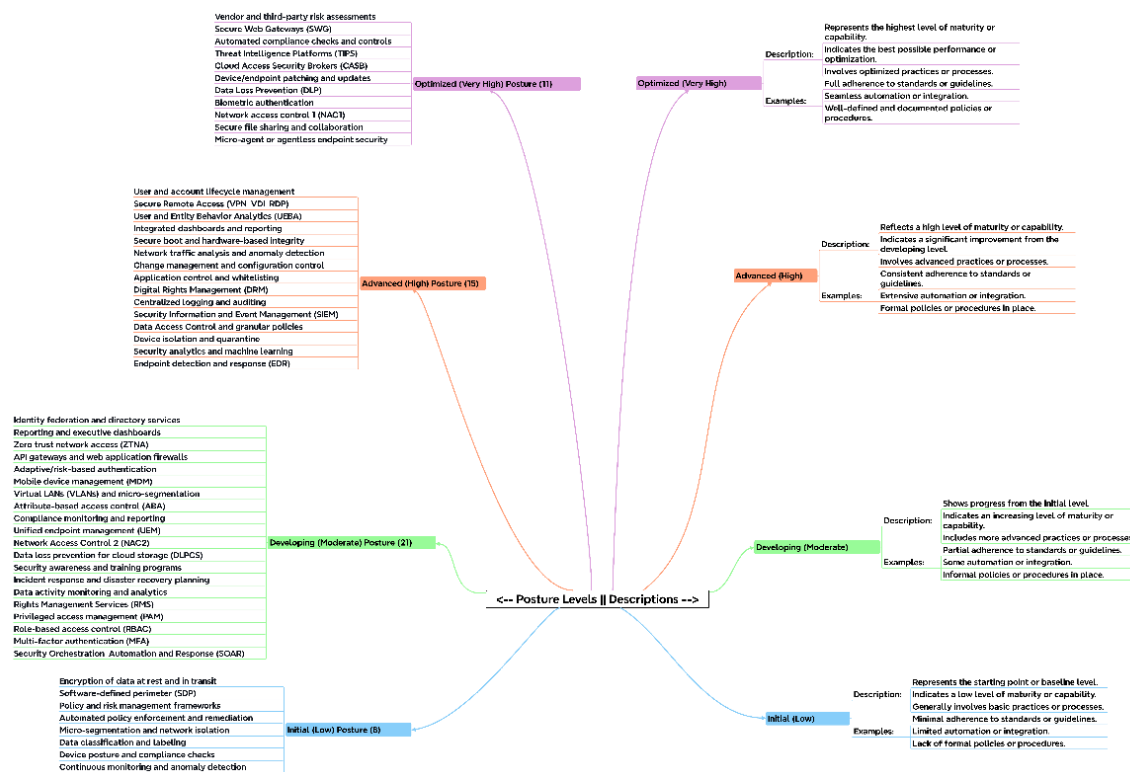 Vendor and third-party risk assessments
Secure Web Gateways (SWG)
Automated compliance checks and controls
Threat Intelligence Platforms (TIPS)
Cloud Access Security Brokers (CASB)
Device/endpoint patching and updates
Data Loss Prevention (DLP)
Biometric authentication
Network access control 1 (NAC1)
Secure file sharing and collaboration
Micro-agent or agentless endpoint security
Optimized (Very High) Posture (11)
Optimized (Very High)
Description:
Represents the highest level of maturity or
capability.
Indicates the best possible performance or
optimization.
Involves optimized practices or processes.
Examples:
Full adherence to standards or guidelines.
Seamless automation or integration.
Well-defined and documented policies or
procedures.
User and account lifecycle management
Secure Remote Access (VPN VDI RDP)
User and Entity Behavior Analytics (UEBA)
Integrated dashboards and reporting
Secure boot and hardware-based integrity
Network traffic analysis and anomaly detection
Change management and configuration control
Application control and whitelisting
Digital Rights Management (DRM)
Centralized logging and auditing
Security Information and Event Management (SIEM)
Data Access Control and granular policies
Device isolation and quarantine
Security analytics and machine learning
Endpoint detection and response (EDR)
Advanced (High) Posture (15)
Advanced (High)
Description:
Reflects a high level of maturity or capability.
Indicates a significant improvement from the
developing level.
Involves advanced practices or processes.
Examples:
Consistent adherence to standards or
guidelines.
Extensive automation or integration.
Formal policies or procedures in place.
Identity federation and directory services
Reporting and executive dashboards
Zero trust network access (ZTNA)
API gateways and web application firewalls
Adaptive/risk-based authentication
Mobile device management (MDM)
Virtual LANs (VLANs) and micro-segmentation
Attribute-based access control (ABA)
Compliance monitoring and reporting
Unified endpoint management (UEM)
Network Access Control 2 (NAC2)
Data loss prevention for cloud storage (DLPCS)
Security awareness and training programs
Incident response and disaster recovery planning
Data activity monitoring and analytics
Rights Management Services (RMS)
Privileged access management (PAM)
Role-based access control (RBAC)
Multi-factor authentication (MFA)
Security Orchestration Automation and Response (SOAR)
Developing (Moderate) Posture (21)
Developing (Moderate)
Description:
Shows progress from the initial level.
Indicates an increasing level of maturity or
capability.
Includes more advanced practices or processes
Examples:
Partial adherence to standards or guidelines.
Some automation or integration.
Informal policies or procedures in place.
<-- Posture Levels || Descriptions -->
Encryption of data at rest and in transit
Software-defined perimeter (SDP)
Policy and risk management frameworks
Automated policy enforcement and remediation
Micro-segmentation and network isolation
Data classification and labeling
Device posture and compliance checks
Continuous monitoring and anomaly detection
Initial (Low) Posture (8)
Initial (Low)
Description:
Represents the starting point or baseline level.
Indicates a low level of maturity or capability.
Generally involves basic practices or processes.
Examples:
Minimal adherence to standards or guidelines.
Limited automation or integration.
Lack of formal policies or procedures.